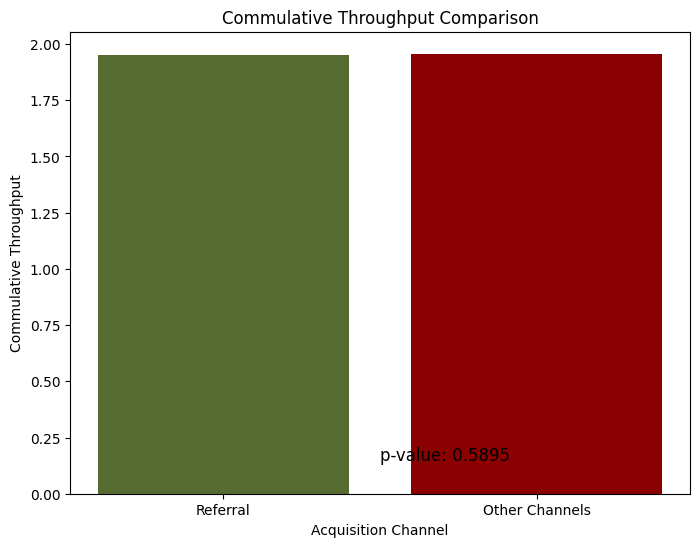 Commulative Throughput Comparison
Commulative Throughput
2.00
1.75
1.50
1.25
1.00
0.75
0.50
0.25
0.00
p-value: 0.5895
Referral
Other Channels
Acquisition Channel